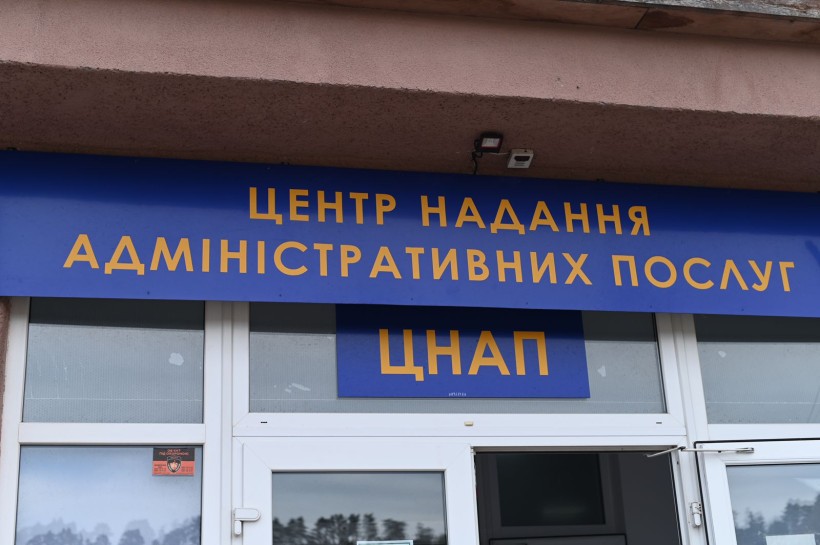 ЦЕНТР НАДАННЯ
АДМІНІСТРАТИВНИХ ПОСЛУГ
ЦНАП